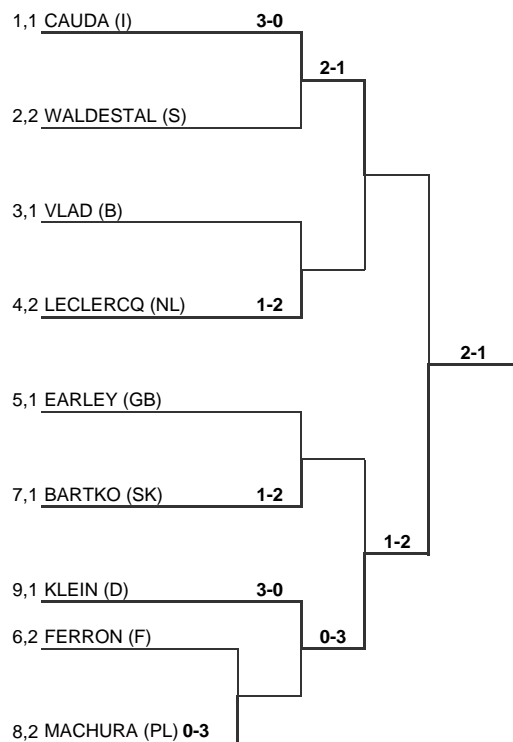 1,1 CAUDA (I) 3-0
2-1
2,2 WALDESTAL (S)
3,1 VLAD (B)
4,2 LECLERCQ (NL) 1-2
2-1
5,1 EARLEY (GB)
7,1 BARTKO (SK) 1-2
1-2
9,1 KLEIN (D) 3-0
6,2 FERRON (F) 0-3
8,2 MACHURA (PL) 0-3